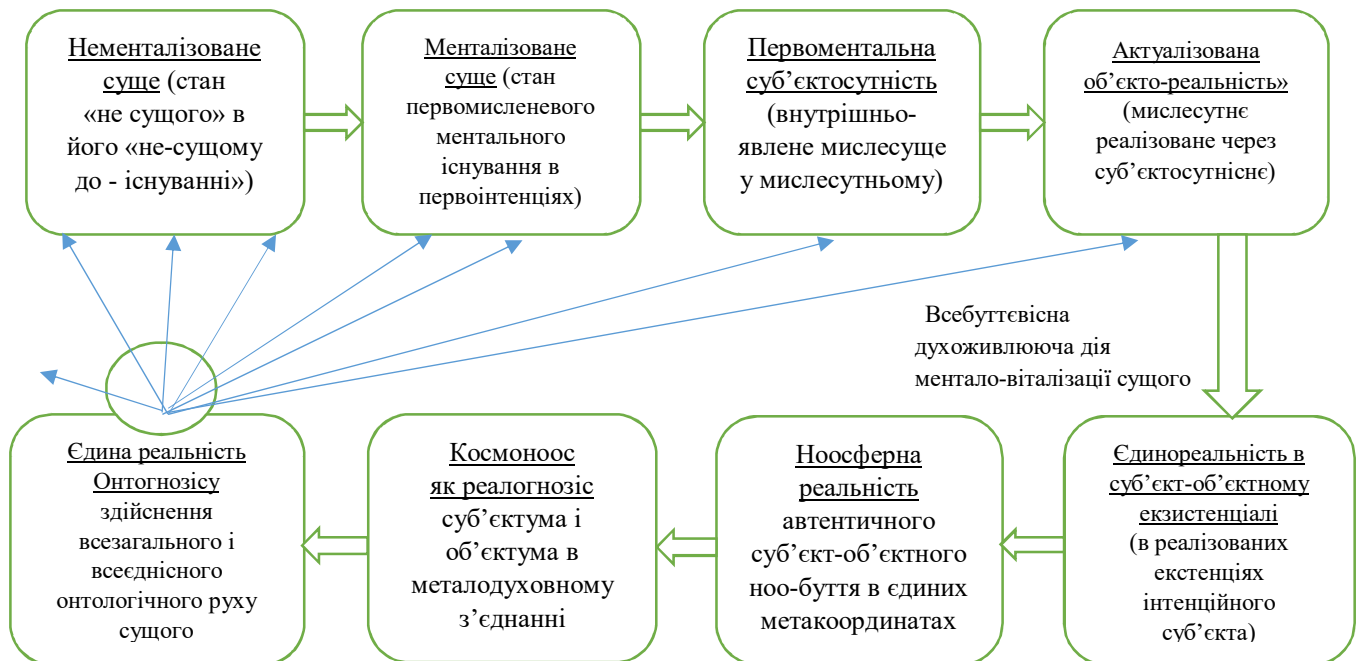 Нементалізоване
суще (стан
«не сущого» в
його «не-сущому
до - існуванні»)
Менталізоване
суще (стан
первомисленевого
ментального
існування в
первоінтенціях)
Первоментальна
суб’єктосутність
(внутрішньо-
явлене мислесуще
у мислесутньому)
Актуалізована
об’єкто-реальність»
(мислесутнє
реалізоване через
суб’єктосутніснє)
Всебуттєвісна
духоживлююча дія
ментало-віталізації сущого
Єдина реальність
Онтогнозісу
здійснення
всезагального і
всеєднісного
онтологічного руху
сущого
Космоноос
як реалогнозіс
суб’єктума і
об’єктума в
металодуховному
з’єднанні
Ноосферна
реальність
автентичного
суб’єкт-об’єктного
ноо-буття в єдиних
метакоординатах
Єдинореальність в
суб’єкт-об’єктному
екзистенціалі
(в реалізованих
екстенціях
інтенційного
суб’єкта)